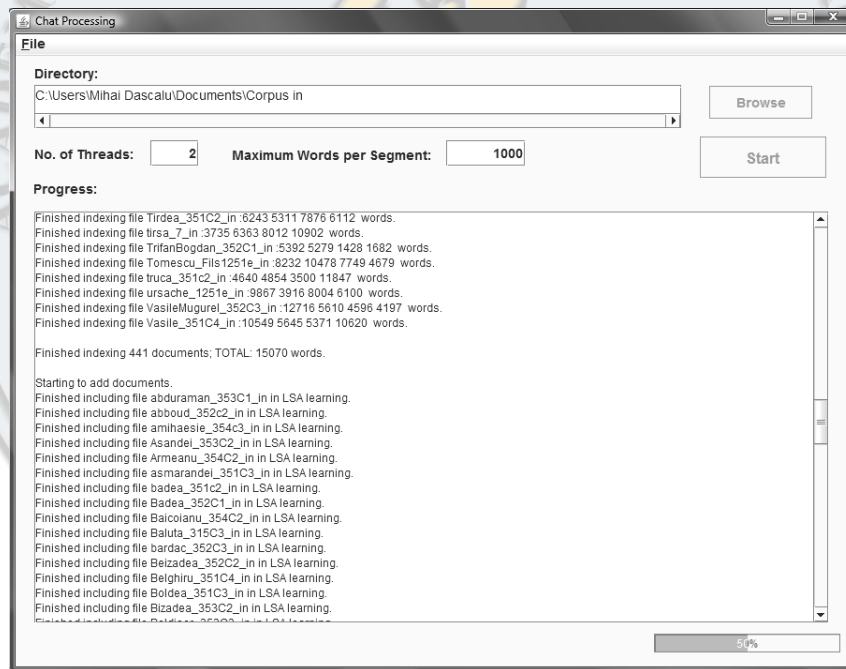 Chat Processing
File
Directory:
C:\Users\Mihai Dascalu\Documents\Corpus in
Browse
No. of Threads: 2 Maximum Words per Segment: 1000
Start
Progress:
Finished indexing file Tirdea_351C2_in :6243 5311 7876 6112 words.
Finished indexing file tirsa_7_in :3735 6363 8012 10902 words.
Finished indexing file TrifanBogdan_352C1_in :5392 5279 1428 1682 words.
Finished indexing file Tomescu_Fils1251e_in :8232 10478 7749 4679 words.
Finished indexing file truca_351c2_in :4640 4854 3500 11847 words.
Finished indexing file ursache_1251e_in :9867 3916 8004 6100 words.
Finished indexing file VasileMugurel_352C3_in :12716 5610 4596 4197 words.
Finished indexing file Vasile_351C4_in :10549 5645 5371 10620 words.
Finished indexing 441 documents; TOTAL: 15070 words.
Starting to add documents.
Finished including file abduraman_353C1_in in LSA learning.
Finished including file abboud_352c2_in in LSA learning.
Finished including file amihaesie_354c3_in in LSA learning.
Finished including file Asandei_353C2_in in LSA learning.
Finished including file Armeanu_354C2_in in LSA learning.
Finished including file asmarandei_351C3_in in LSA learning.
Finished including file badea_351c2_in in LSA learning.
Finished including file Badea_352C1_in in LSA learning.
Finished including file Baicoianu_354C2_in in LSA learning.
Finished including file Baluta_315C3_in in LSA learning.
Finished including file bardac_352C3_in in LSA learning.
Finished including file Beizadea_352C2_in in LSA learning.
Finished including file Belghiru_351C4_in in LSA learning.
Finished including file Boldea_351C3_in in LSA learning.
Finished including file Bizadea_353C2_in in LSA learning.
Finished including file in in LSA learning.
50%